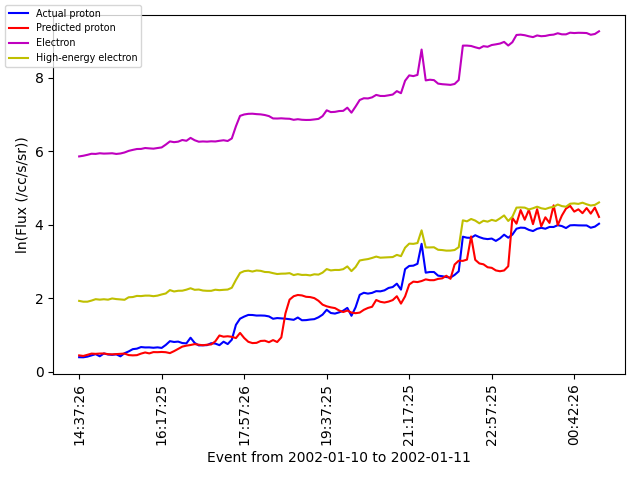 Actual proton
Predicted proton
Electron
High-energy electron
ln(Flux (/cc/s/sr))
8
6
4
2
0
14:37:26
16:17:25
17:57:26
19:37:25
21:17:25
22:57:25
00:42:26
Event from 2002-01-10 to 2002-01-11